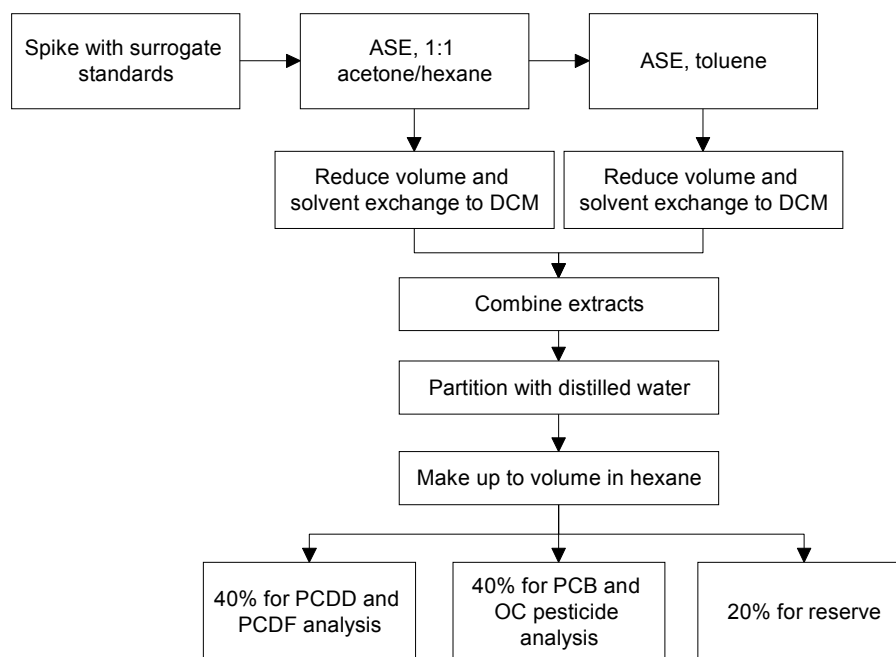 Spike with surrogate
standards
ASE, 1:1
acetone/hexane
ASE, toluene
Reduce volume and
solvent exchange to DCM
Reduce volume and
solvent exchange to DCM
Combine extracts
Partition with distilled water
Make up to volume in hexane
40% for PCDD and
PCDF analysis
40% for PCB and
OC pesticide
analysis
20% for reserve